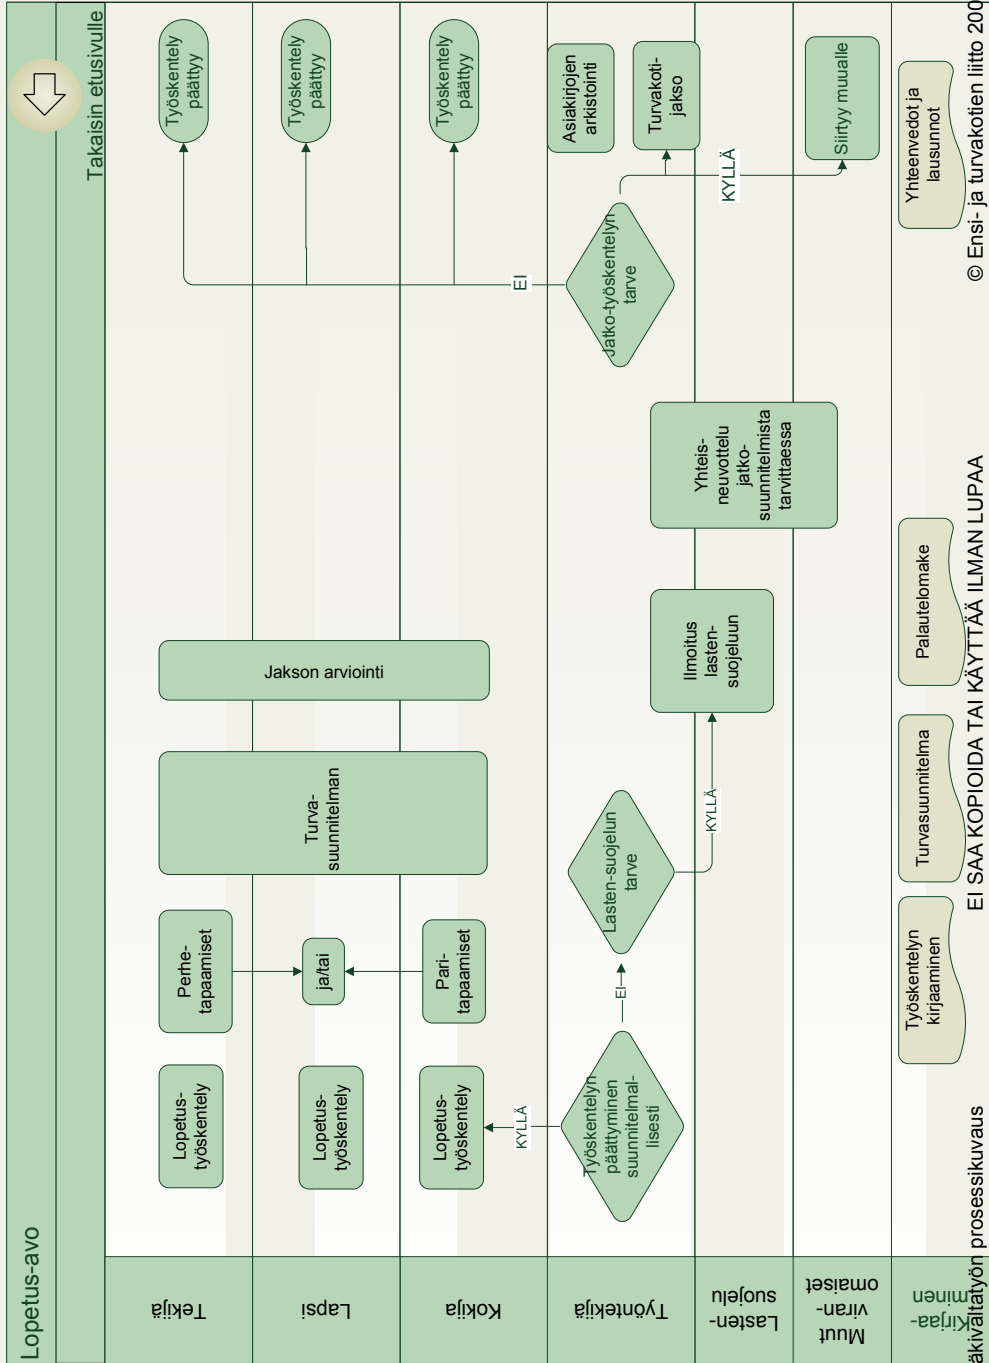 Lopetus-avo
Takaisin etusivulle
Tekijä
Lopetus-
työskentely
Perhe-
tapaamiset
Turva-
suunnitelman
Jakson arviointi
Työskentely
päättyy
Lapsi
Lopetus-
työskentely
ja/tai
Työskentely
päättyy
Kokija
Lopetus-
työskentely
Pari-
tapaamiset
Työskentely
päättyy
KYLLÄ
EI
Työntekijä
Työskentelyn
päättyminen
suunnitelmal-
lisesti
EI
Lasten-suojelun
tarve
KYLLÄ
Jatko-työskentelyn
tarve
Asiakirjojen
arkistointi
Turvakoti-
jakso
KYLLÄ
Lasten-
suojelu
Ilmoitus
lasten-
suojeluun
Yhteis-
neuvottelu
jatko-
suunnitelmista
tarvittaessa
Muut
viran-
omaiset
Siirtyy muualle
Kirjaa-
minen
Työskentelyn
kirjaaminen
Turvasuunnitelma
Palautelomake
Yhteenvedot ja
lausunnot
äkivaltatyön prosessikuvaus
EI SAA KOPIOIDA TAI KÄYTTÄÄ ILMAN LUPAA
© Ensi- ja turvakotien liitto 200